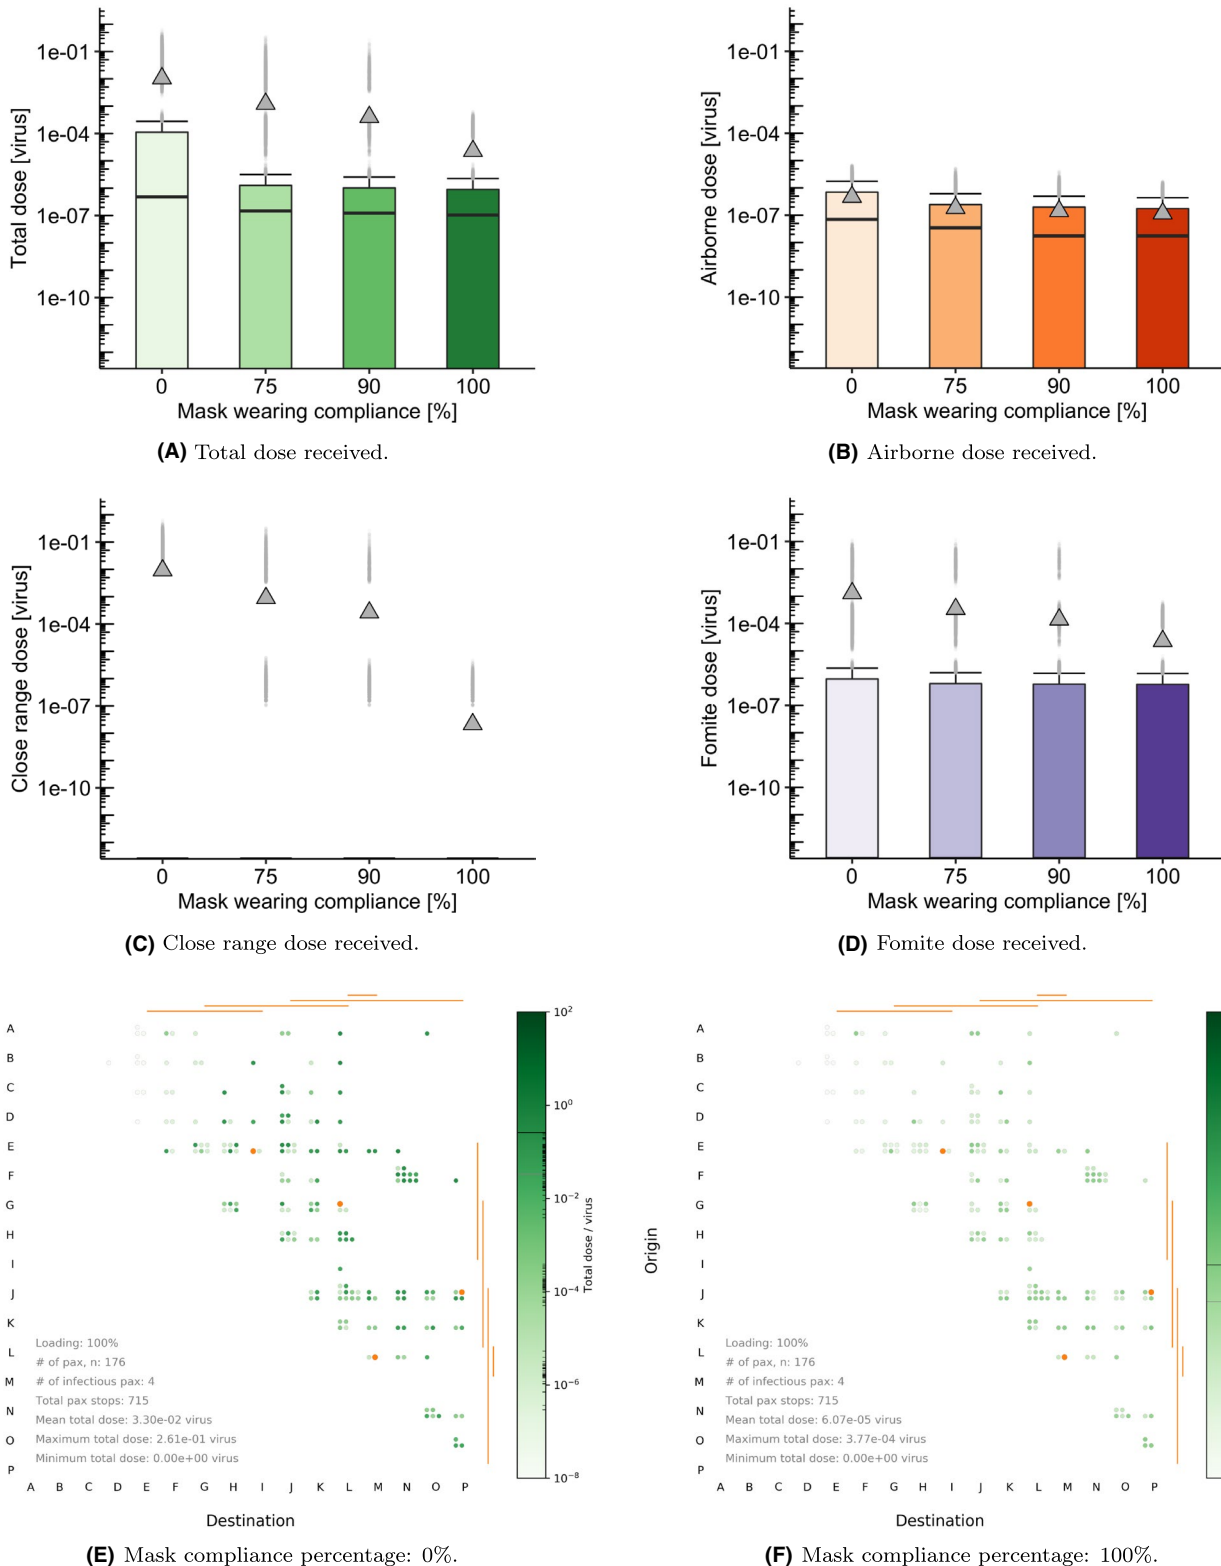 Total dose [virus]
1e-01
1e-04
1e-07
1e-10
0 75 90 100
Mask wearing compliance [%]
(A) Total dose received.
Airborne dose [virus]
1e-01
1e-04
1e-07
1e-10
0 75 90 100
Mask wearing compliance [%]
(B) Airborne dose received.
Close range dose [virus]
1e-01
1e-04
1e-07
1e-10
0 75 90 100
Mask wearing compliance [%]
(C) Close range dose received.
Fomite dose [virus]
1e-01
1e-04
1e-07
1e-10
0 75 90 100
Mask wearing compliance [%]
(D) Fomite dose received.
A
B
C
D
E
F
G
H
I
J
K
L
M
N
O
P
Loading: 100%
# of pax, n: 176
# of infectious pax: 4
Total pax stops: 715
Mean total dose: 3.30e-02 virus
Maximum total dose: 2.61e-01 virus
Minimum total dose: 0.00e+00 virus
A B C D E F G H I J K L M N O P
Destination
10²
10⁰
10⁻²
10⁻⁴
10⁻⁶
10⁻⁸
Total dose / virus
(E) Mask compliance percentage: 0%.
Origin
A
B
C
D
E
F
G
H
I
J
K
L
M
N
O
P
Loading: 100%
# of pax, n: 176
# of infectious pax: 4
Total pax stops: 715
Mean total dose: 6.07e-05 virus
Maximum total dose: 3.77e-04 virus
Minimum total dose: 0.00e+00 virus
A B C D E F G H I J K L M N O P
Destination
(F) Mask compliance percentage: 100%.